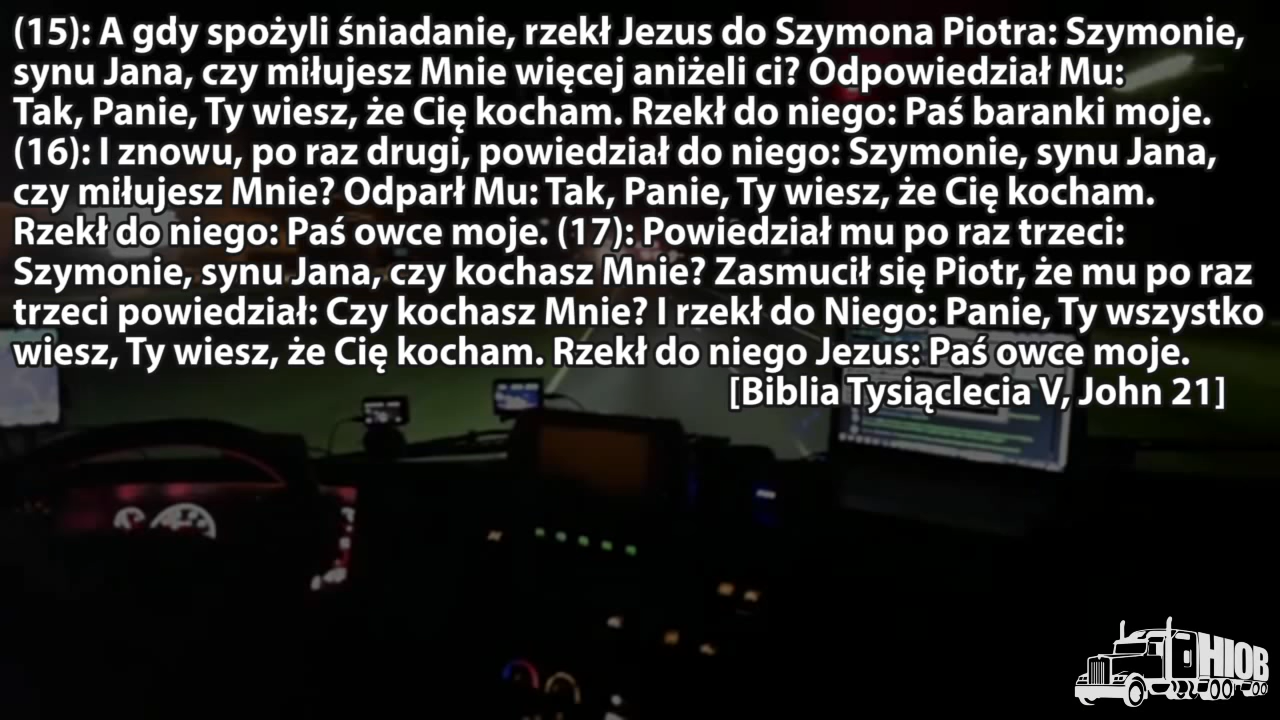 (15): A gdy spożyli śniadanie, rzekł Jezus do Szymona Piotra: Szymonie,
synu Jana, czy miłujesz Mnie więcej aniżeli ci? Odpowiedział Mu:
Tak, Panie, Ty wiesz, że Cię kocham. Rzekł do niego: Paś baranki moje.
(16): I znowu, po raz drugi, powiedział do niego: Szymonie, synu Jana,
czy miłujesz Mnie? Odparł Mu: Tak, Panie, Ty wiesz, że Cię kocham.
Rzekł do niego: Paś owce moje. (17): Powiedział mu po raz trzeci:
Szymonie, synu Jana, czy kochasz Mnie? Zasmucił się Piotr, że mu po raz
trzeci powiedział: Czy kochasz Mnie? I rzekł do Niego: Panie, Ty wszystko
wiesz, Ty wiesz, że Cię kocham. Rzekł do niego Jezus: Paś owce moje.
[Biblia Tysiąclecia V, John 21]
HIOB